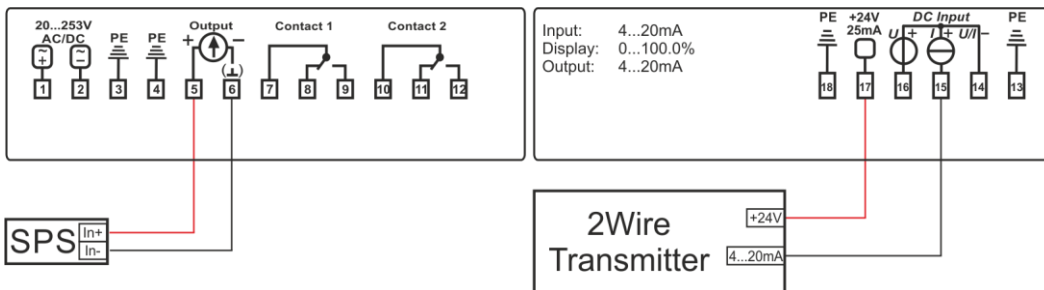 20...253V
AC/DC
PE
PE
Output
Contact 1
Contact 2
+
−
~
+
~
−
(⊥)
1
2
3
4
5
6
7
8
9
10
11
12
Input: 4...20mA
Display: 0...100.0%
Output: 4...20mA
PE
+24V
25mA
DC Input
PE
U + I + U/I −
18
17
16
15
14
13
SPS
In+
In-
2Wire
Transmitter
+24V
4...20mA